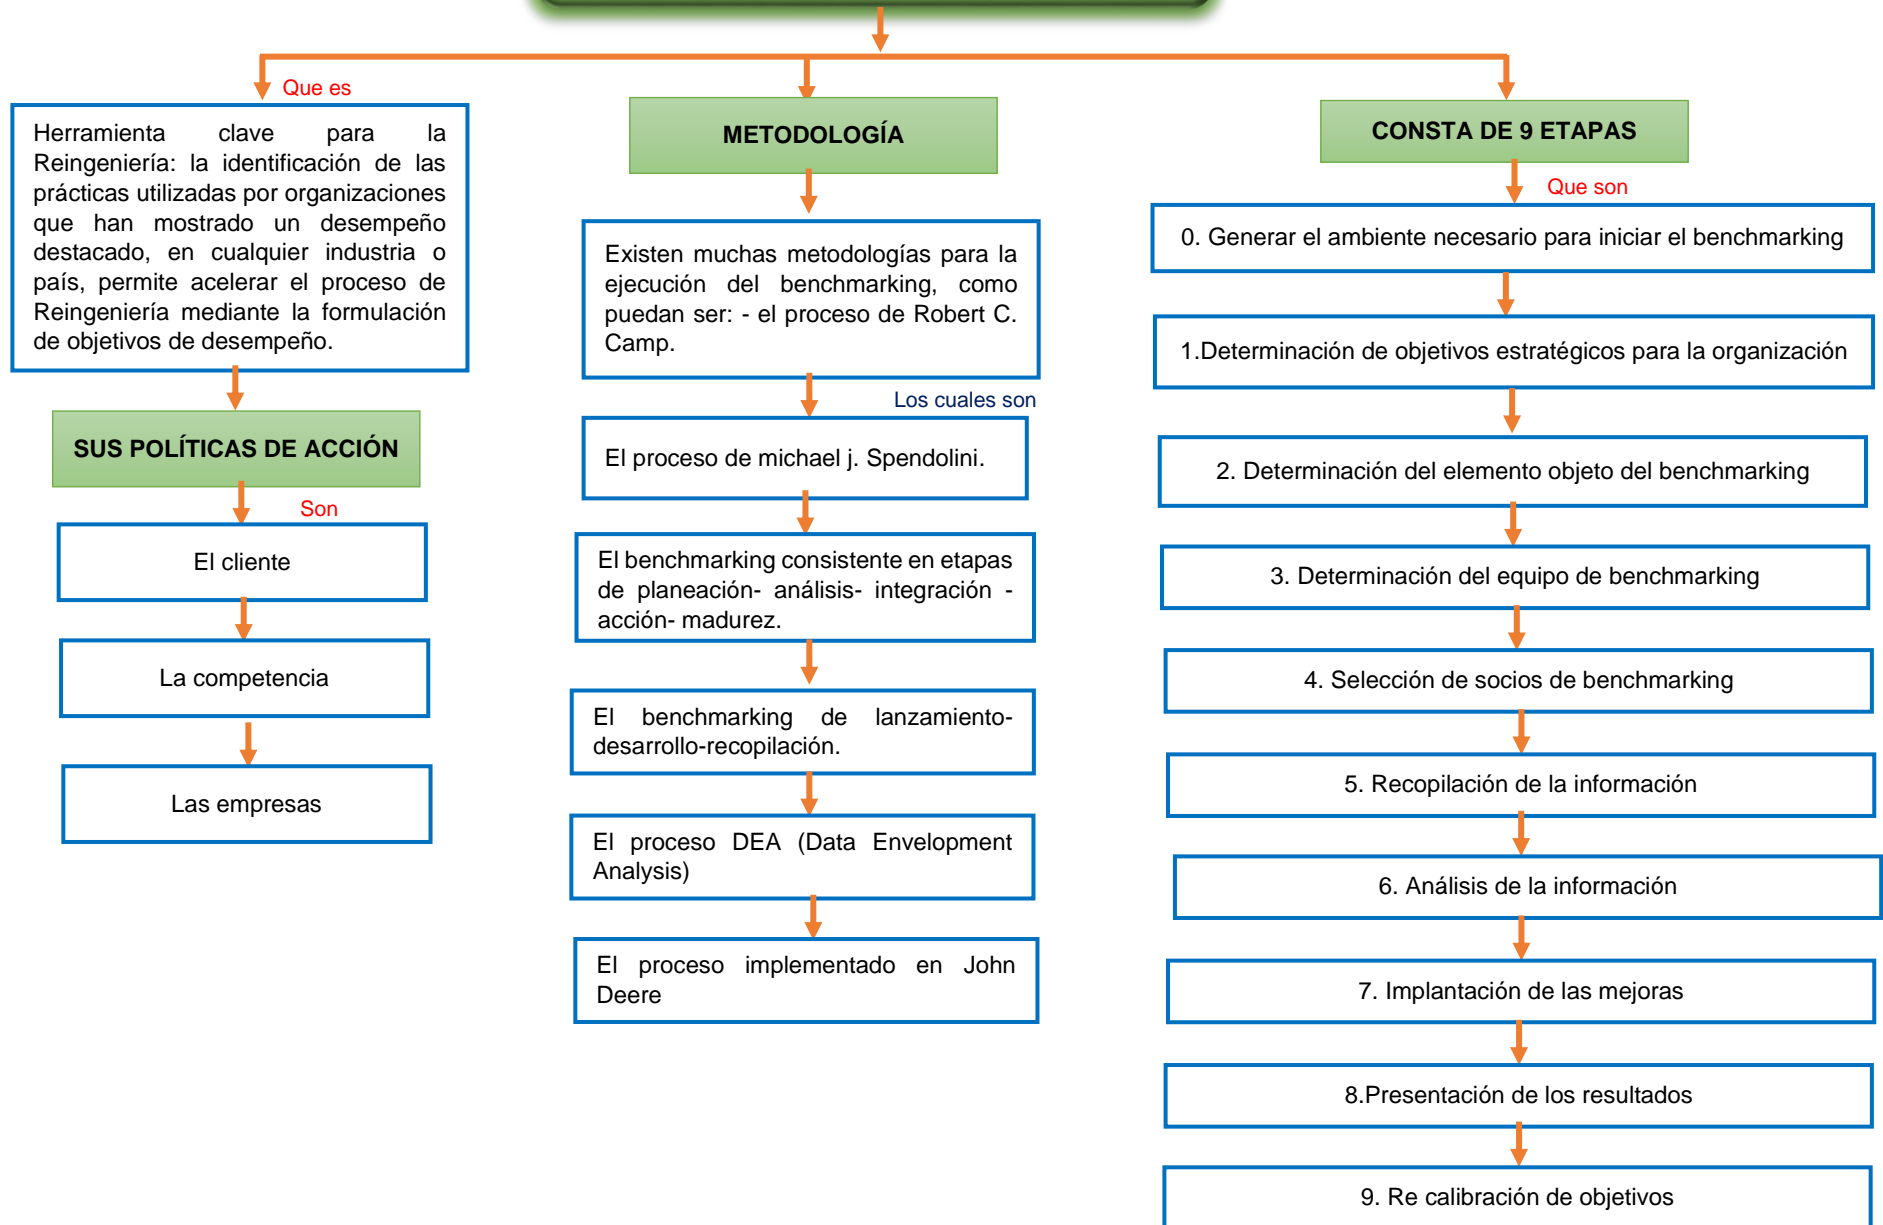 Que es
Herramienta clave para la
Reingeniería: la identificación de las
prácticas utilizadas por organizaciones
que han mostrado un desempeño
destacado, en cualquier industria o
país, permite acelerar el proceso de
Reingeniería mediante la formulación
de objetivos de desempeño.
SUS POLÍTICAS DE ACCIÓN
Son
El cliente
La competencia
Las empresas
METODOLOGÍA
Existen muchas metodologías para la
ejecución del benchmarking, como
puedan ser: - el proceso de Robert C.
Camp.
Los cuales son
El proceso de michael j. Spendolini.
El benchmarking consistente en etapas
de planeación- análisis- integración -
acción- madurez.
El benchmarking de lanzamiento-
desarrollo-recopilación.
El proceso DEA (Data Envelopment
Analysis)
El proceso implementado en John
Deere
CONSTA DE 9 ETAPAS
Que son
0. Generar el ambiente necesario para iniciar el benchmarking
1.Determinación de objetivos estratégicos para la organización
2. Determinación del elemento objeto del benchmarking
3. Determinación del equipo de benchmarking
4. Selección de socios de benchmarking
5. Recopilación de la información
6. Análisis de la información
7. Implantación de las mejoras
8.Presentación de los resultados
9. Re calibración de objetivos